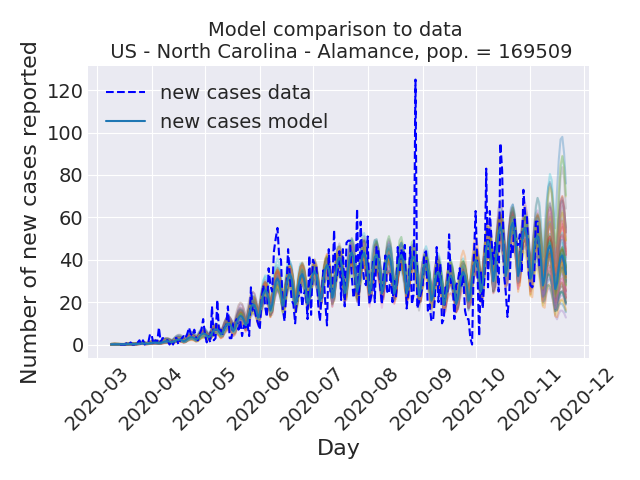 Model comparison to data
US - North Carolina - Alamance, pop. = 169509
Number of new cases reported
120
100
80
60
40
20
0
new cases data
new cases model
2020-03
2020-04
2020-05
2020-06
2020-07
2020-08
2020-09
2020-10
2020-11
2020-12
Day